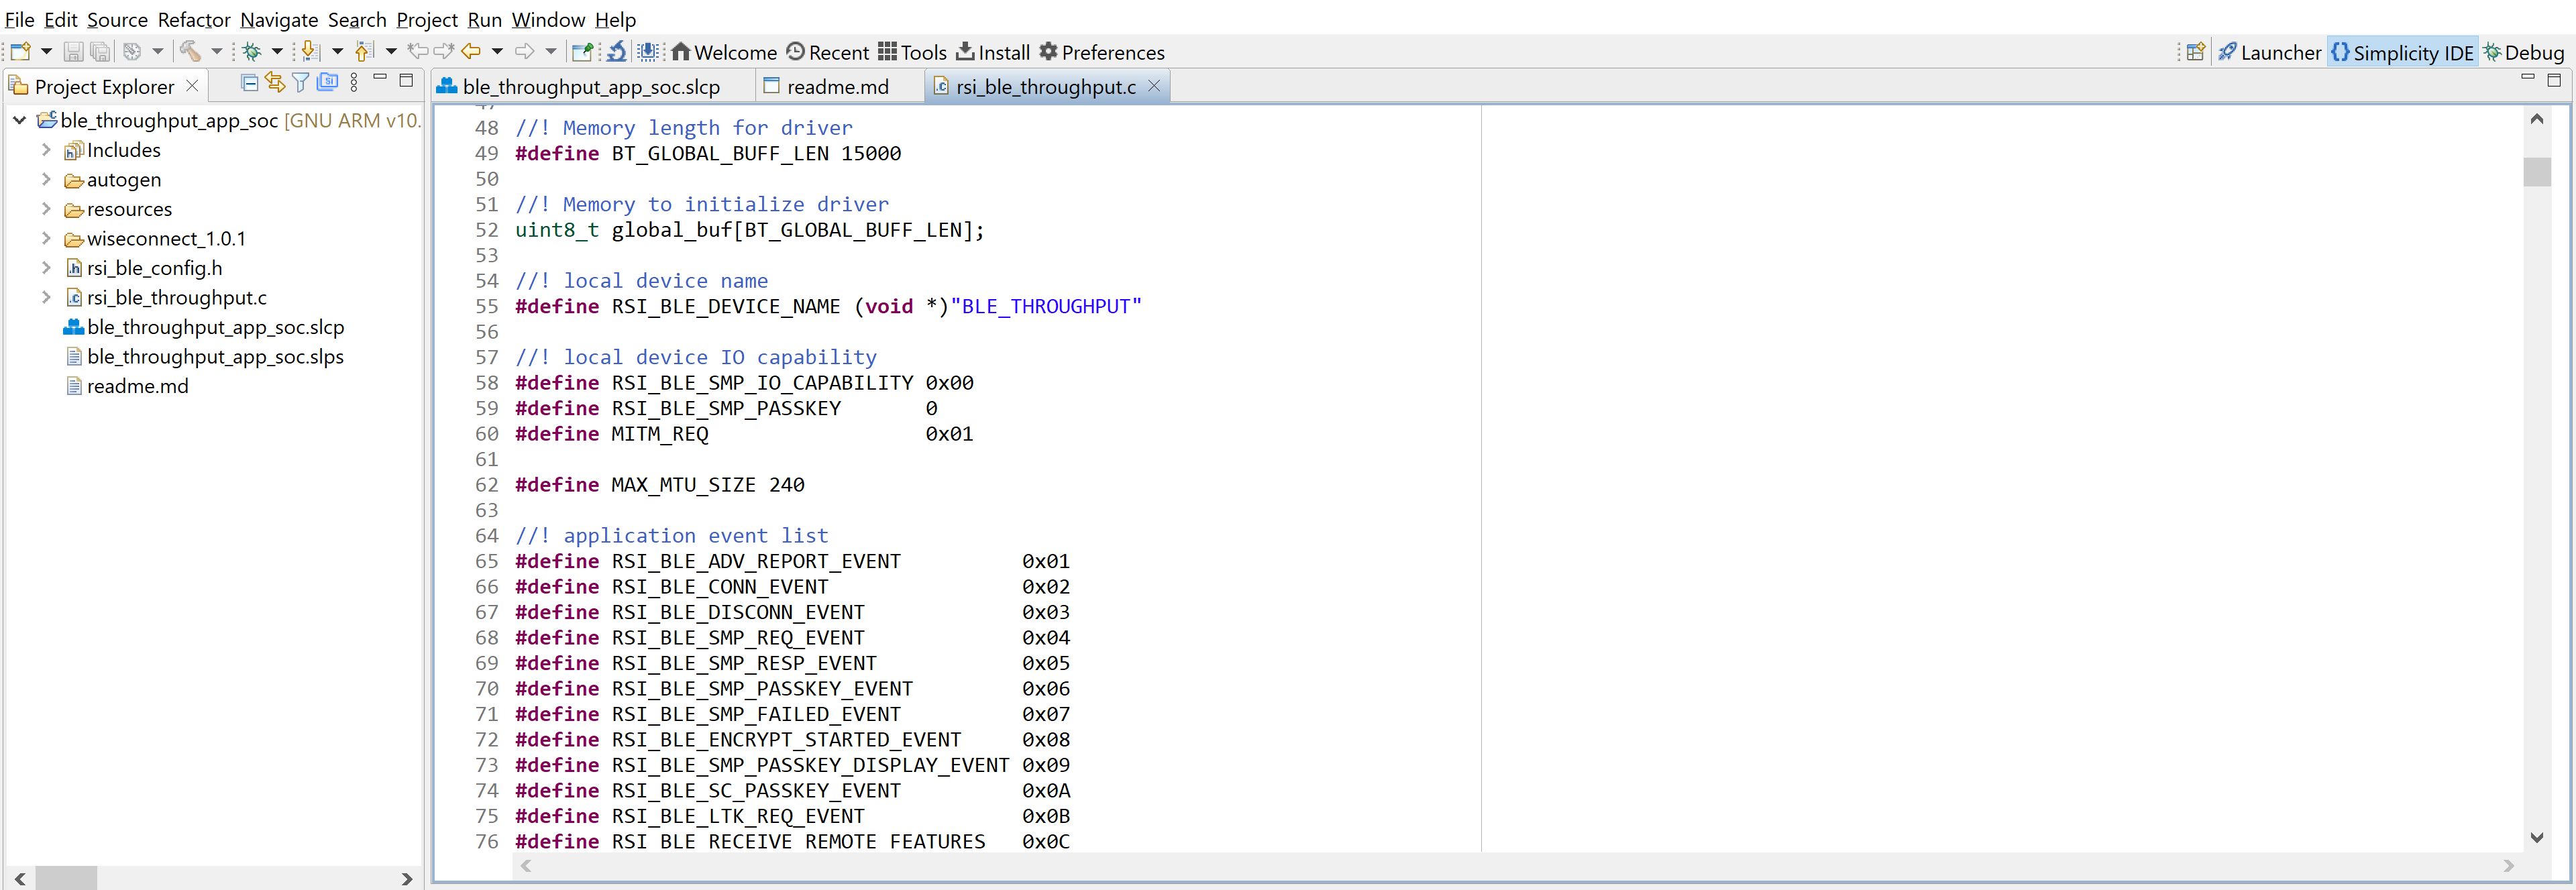 File Edit Source Refactor Navigate Search Project Run Window Help
Welcome Recent Tools Install Preferences Launcher {} Simplicity IDE Debug
Project Explorer
ble_throughput_app_soc [GNU ARM v10.
Includes
autogen
resources
wiseconnect_1.0.1
rsi_ble_config.h
rsi_ble_throughput.c
ble_throughput_app_soc.slcp
ble_throughput_app_soc.slps
readme.md
ble_throughput_app_soc.slcp readme.md rsi_ble_throughput.c
48 //! Memory length for driver
49 #define BT_GLOBAL_BUFF_LEN 15000
50
51 //! Memory to initialize driver
52 uint8_t global_buf[BT_GLOBAL_BUFF_LEN];
53
54 //! local device name
55 #define RSI_BLE_DEVICE_NAME (void *)"BLE_THROUGHPUT"
56
57 //! local device IO capability
58 #define RSI_BLE_SMP_IO_CAPABILITY 0x00
59 #define RSI_BLE_SMP_PASSKEY 0
60 #define MITM_REQ 0x01
61
62 #define MAX_MTU_SIZE 240
63
64 //! application event list
65 #define RSI_BLE_ADV_REPORT_EVENT 0x01
66 #define RSI_BLE_CONN_EVENT 0x02
67 #define RSI_BLE_DISCONN_EVENT 0x03
68 #define RSI_BLE_SMP_REQ_EVENT 0x04
69 #define RSI_BLE_SMP_RESP_EVENT 0x05
70 #define RSI_BLE_SMP_PASSKEY_EVENT 0x06
71 #define RSI_BLE_SMP_FAILED_EVENT 0x07
72 #define RSI_BLE_ENCRYPT_STARTED_EVENT 0x08
73 #define RSI_BLE_SMP_PASSKEY_DISPLAY_EVENT 0x09
74 #define RSI_BLE_SC_PASSKEY_EVENT 0x0A
75 #define RSI_BLE_LTK_REQ_EVENT 0x0B
76 #define RSI_BLE_RECEIVE_REMOTE_FEATURES 0x0C